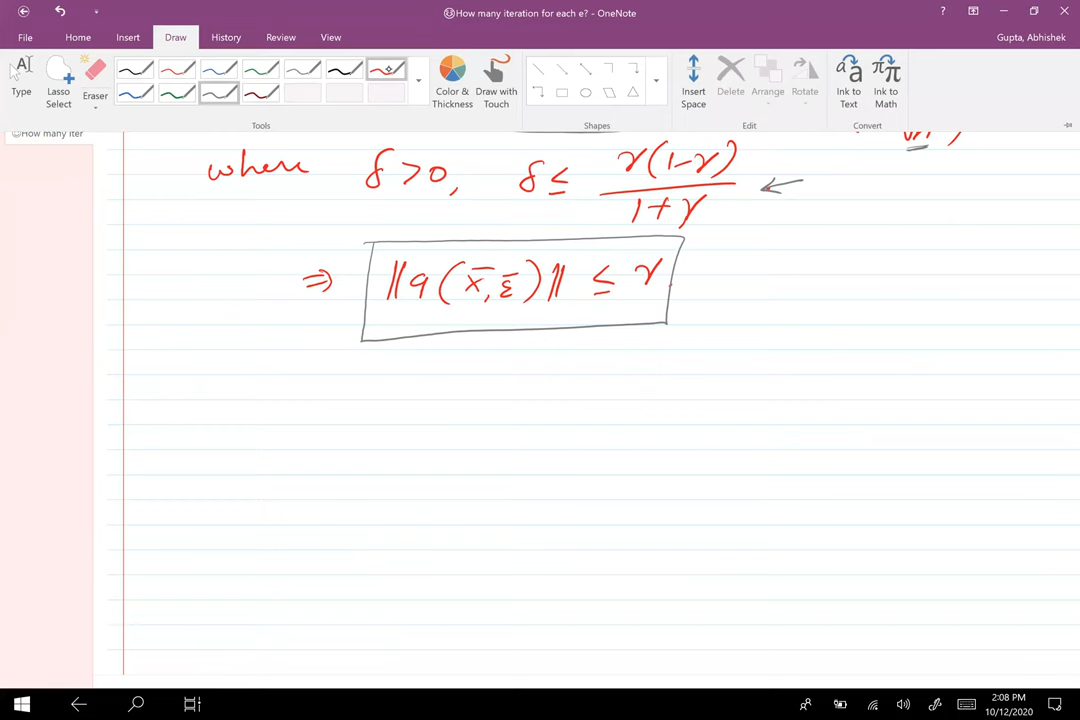 How many iteration for each e? - OneNote
File Home Insert Draw History Review View Gupta, Abhishek
Type Lasso Select Eraser Color & Thickness Draw with Touch Insert Space Delete Arrange Rotate Ink to Text Ink to Math
Tools Shapes Edit Convert
How many iter
where δ > 0, δ ≤ γ(1-γ) / 1+γ ←
⇒ ‖q(x̄, ε̄)‖ ≤ γ
2:08 PM
10/12/2020